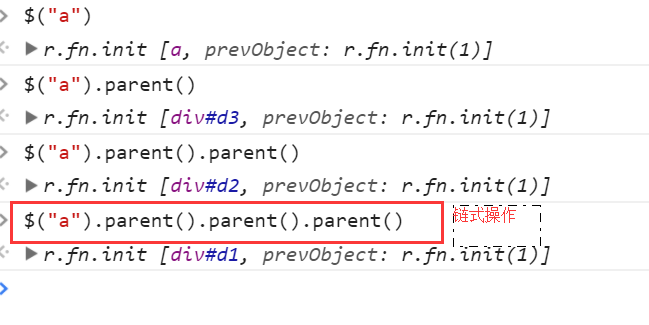 $("a")
r.fn.init [a, prevObject: r.fn.init(1)]
$("a").parent()
r.fn.init [div#d3, prevObject: r.fn.init(1)]
$("a").parent().parent()
r.fn.init [div#d2, prevObject: r.fn.init(1)]
$("a").parent().parent().parent() 链式操作
r.fn.init [div#d1, prevObject: r.fn.init(1)]